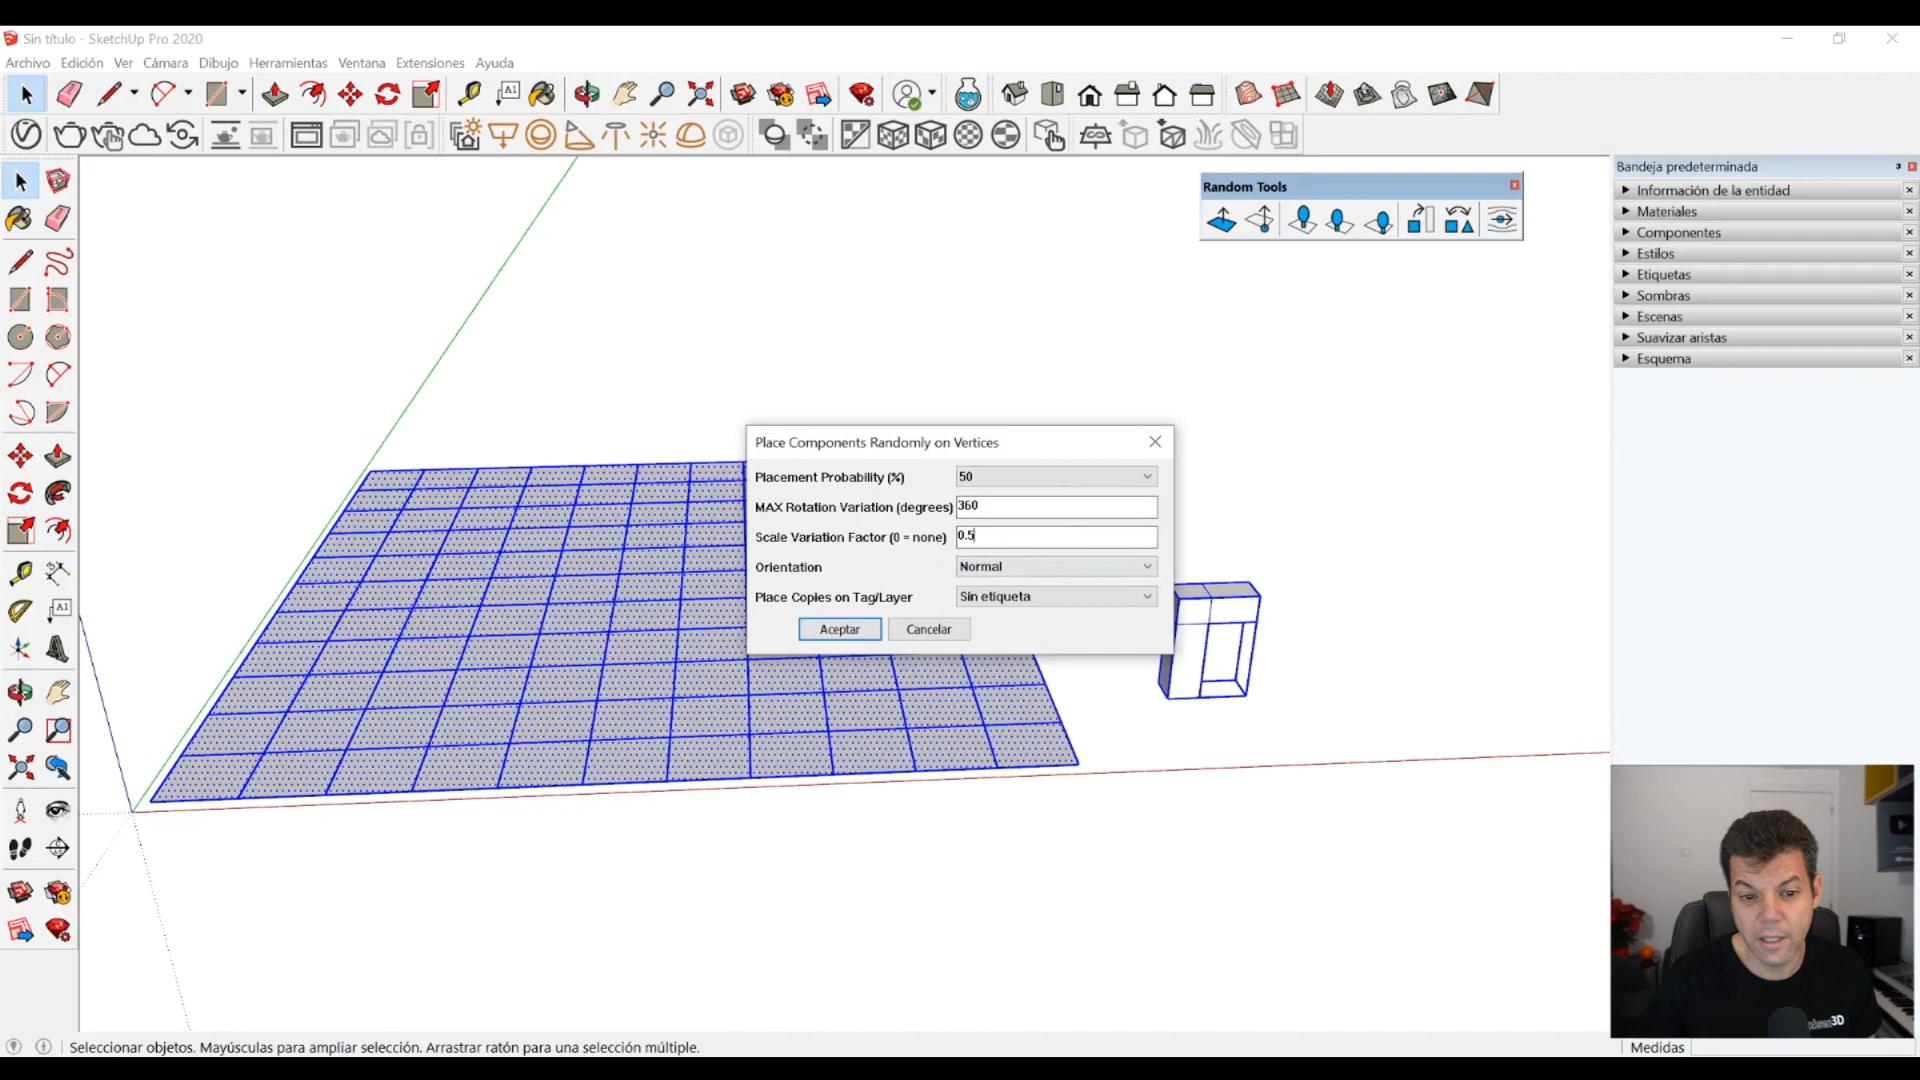 Sin título - SketchUp Pro 2020
Archivo Edición Ver Cámara Dibujo Herramientas Ventana Extensiones Ayuda
Random Tools
Bandeja predeterminada
Información de la entidad
Materiales
Componentes
Estilos
Etiquetas
Sombras
Escenas
Suavizar aristas
Esquema
Place Components Randomly on Vertices
Placement Probability (%) 50
MAX Rotation Variation (degrees) 360
Scale Variation Factor (0 = none) 0.5
Orientation Normal
Place Copies on Tag/Layer Sin etiqueta
Aceptar Cancelar
Seleccionar objetos. Mayúsculas para ampliar selección. Arrastrar ratón para una selección múltiple.
Medidas